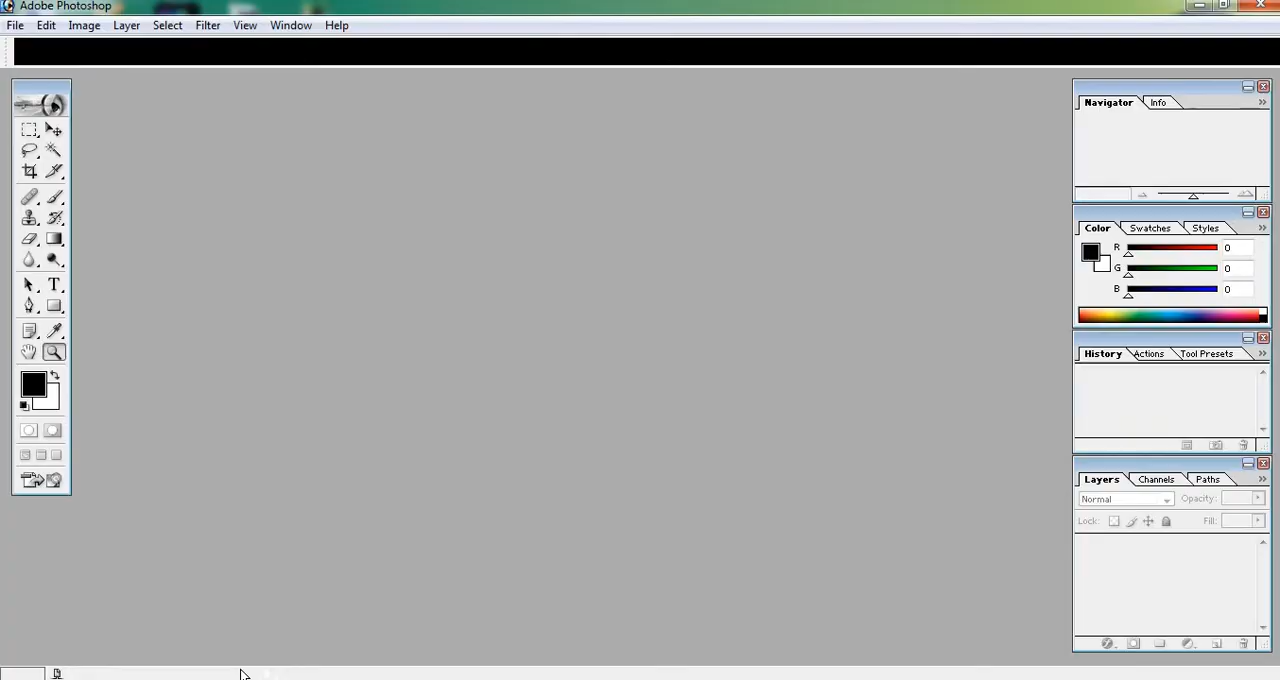 Adobe Photoshop
File Edit Image Layer Select Filter View Window Help
Navigator Info
Color Swatches Styles
R 0
G 0
B 0
T
History Actions Tool Presets
Layers Channels Paths
Normal Opacity:
Lock: Fill: